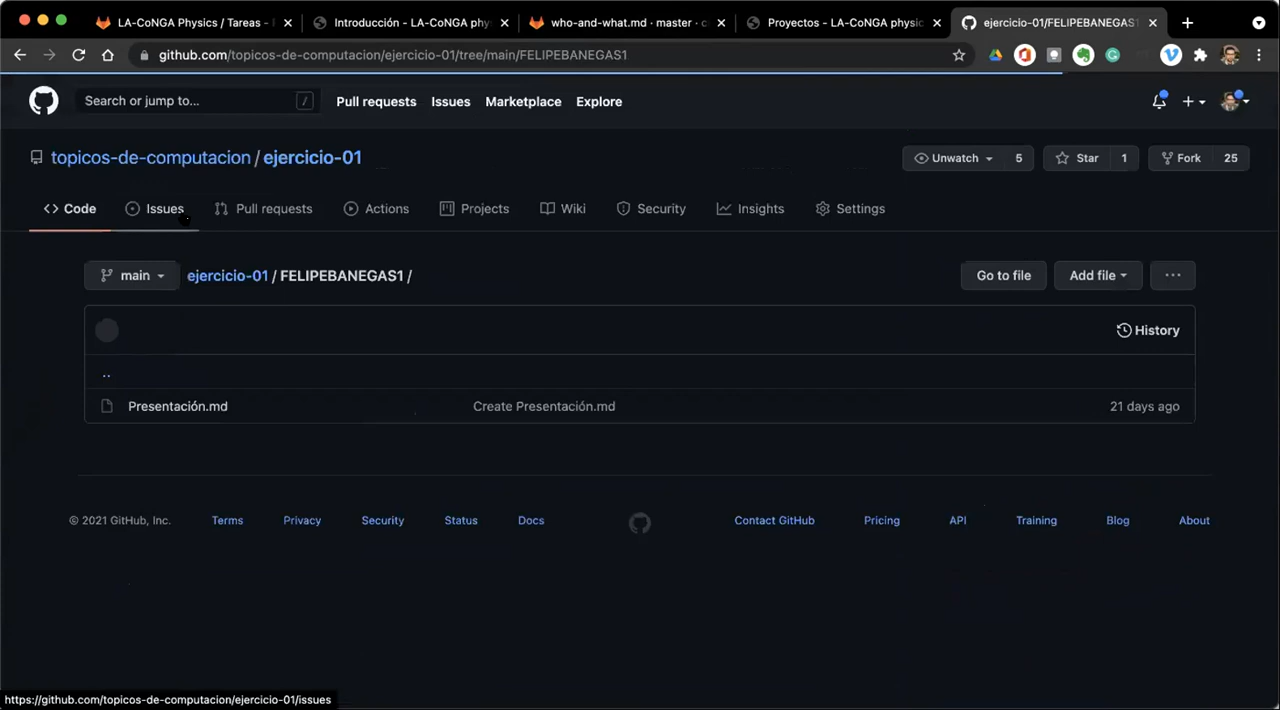 LA-CoNGA Physics / Tareas -
Introducción - LA-CoNGA phy
who-and-what.md · master ·
Proyectos - LA-CoNGA physic
ejercicio-01/FELIPEBANEGAS1
github.com/topicos-de-computacion/ejercicio-01/tree/main/FELIPEBANEGAS1
Search or jump to... /
Pull requests
Issues
Marketplace
Explore
topicos-de-computacion / ejercicio-01
Unwatch 5
Star 1
Fork 25
Code
Issues
Pull requests
Actions
Projects
Wiki
Security
Insights
Settings
main
ejercicio-01 / FELIPEBANEGAS1 /
Go to file
Add file
...
History
..
Presentación.md
Create Presentación.md
21 days ago
© 2021 GitHub, Inc.
Terms
Privacy
Security
Status
Docs
Contact GitHub
Pricing
API
Training
Blog
About
https://github.com/topicos-de-computacion/ejercicio-01/issues